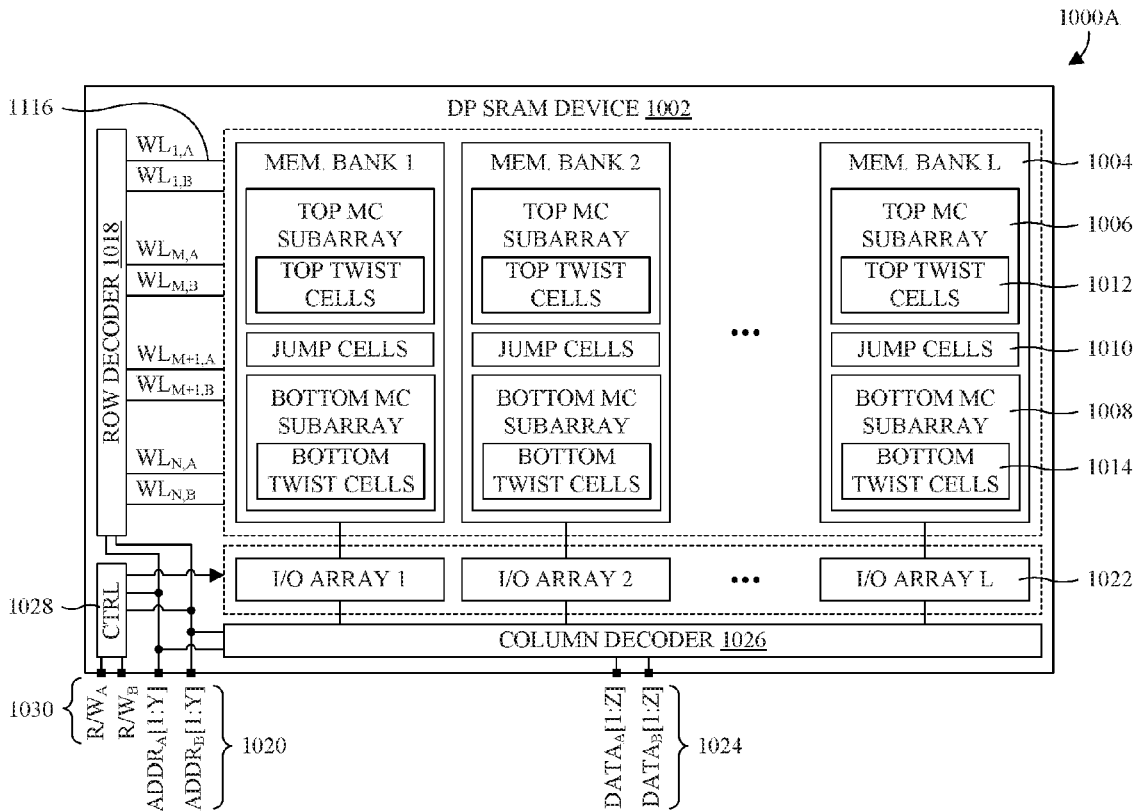 1000A
1116
DP SRAM DEVICE 1002
ROW DECODER 1018
WL1,A
WL1,B
WLM,A
WLM,B
WLM+1,A
WLM+1,B
WLN,A
WLN,B
MEM. BANK 1
TOP MC
SUBARRAY
TOP TWIST
CELLS
JUMP CELLS
BOTTOM MC
SUBARRAY
BOTTOM
TWIST CELLS
MEM. BANK 2
TOP MC
SUBARRAY
TOP TWIST
CELLS
JUMP CELLS
BOTTOM MC
SUBARRAY
BOTTOM
TWIST CELLS
•••
MEM. BANK L
TOP MC
SUBARRAY
TOP TWIST
CELLS
JUMP CELLS
BOTTOM MC
SUBARRAY
BOTTOM
TWIST CELLS
1004
1006
1012
1010
1008
1014
I/O ARRAY 1
I/O ARRAY 2
•••
I/O ARRAY L
1022
1028
CTRL
COLUMN DECODER 1026
1030
R/WA
R/WB
ADDRA[1:Y]
ADDRB[1:Y]
1020
DATAA[1:Z]
DATAB[1:Z]
1024